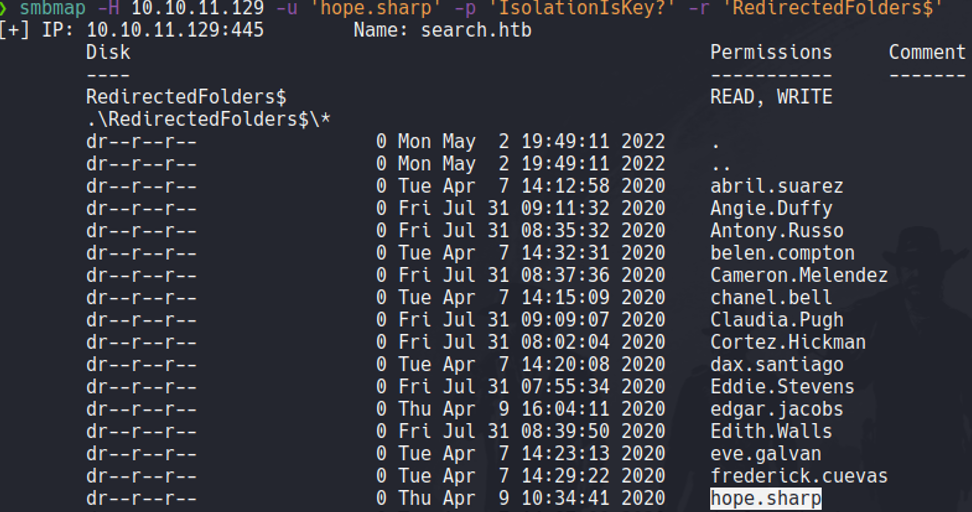 ❯ smbmap -H 10.10.11.129 -u 'hope.sharp' -p 'IsolationIsKey?' -r 'RedirectedFolders$'
[+] IP: 10.10.11.129:445 Name: search.htb
Disk Permissions Comment
---- ----------- -------
RedirectedFolders$ READ, WRITE
.\RedirectedFolders$\*
dr--r--r-- 0 Mon May 2 19:49:11 2022 .
dr--r--r-- 0 Mon May 2 19:49:11 2022 ..
dr--r--r-- 0 Tue Apr 7 14:12:58 2020 abril.suarez
dr--r--r-- 0 Fri Jul 31 09:11:32 2020 Angie.Duffy
dr--r--r-- 0 Fri Jul 31 08:35:32 2020 Antony.Russo
dr--r--r-- 0 Tue Apr 7 14:32:31 2020 belen.compton
dr--r--r-- 0 Fri Jul 31 08:37:36 2020 Cameron.Melendez
dr--r--r-- 0 Tue Apr 7 14:15:09 2020 chanel.bell
dr--r--r-- 0 Fri Jul 31 09:09:07 2020 Claudia.Pugh
dr--r--r-- 0 Fri Jul 31 08:02:04 2020 Cortez.Hickman
dr--r--r-- 0 Tue Apr 7 14:20:08 2020 dax.santiago
dr--r--r-- 0 Fri Jul 31 07:55:34 2020 Eddie.Stevens
dr--r--r-- 0 Thu Apr 9 16:04:11 2020 edgar.jacobs
dr--r--r-- 0 Fri Jul 31 08:39:50 2020 Edith.Walls
dr--r--r-- 0 Tue Apr 7 14:23:13 2020 eve.galvan
dr--r--r-- 0 Tue Apr 7 14:29:22 2020 frederick.cuevas
dr--r--r-- 0 Thu Apr 9 10:34:41 2020 hope.sharp